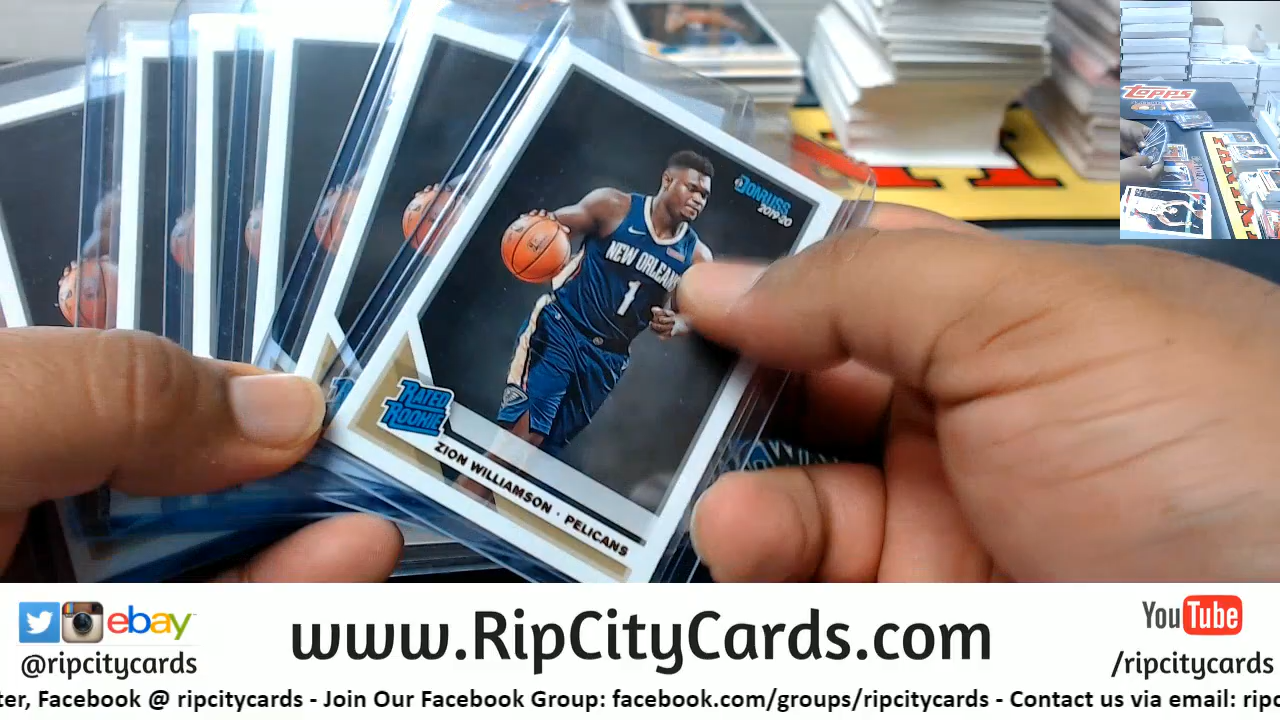 DONRUSS
2019-20
NEW ORLEANS
1
RATED
ROOKIE
ZION WILLIAMSON · PELICANS
TOPPS
ebay
@ripcitycards
www.RipCityCards.com
YouTube
/ripcitycards
ter, Facebook @ ripcitycards - Join Our Facebook Group: facebook.com/groups/ripcitycards - Contact us via email: ripc